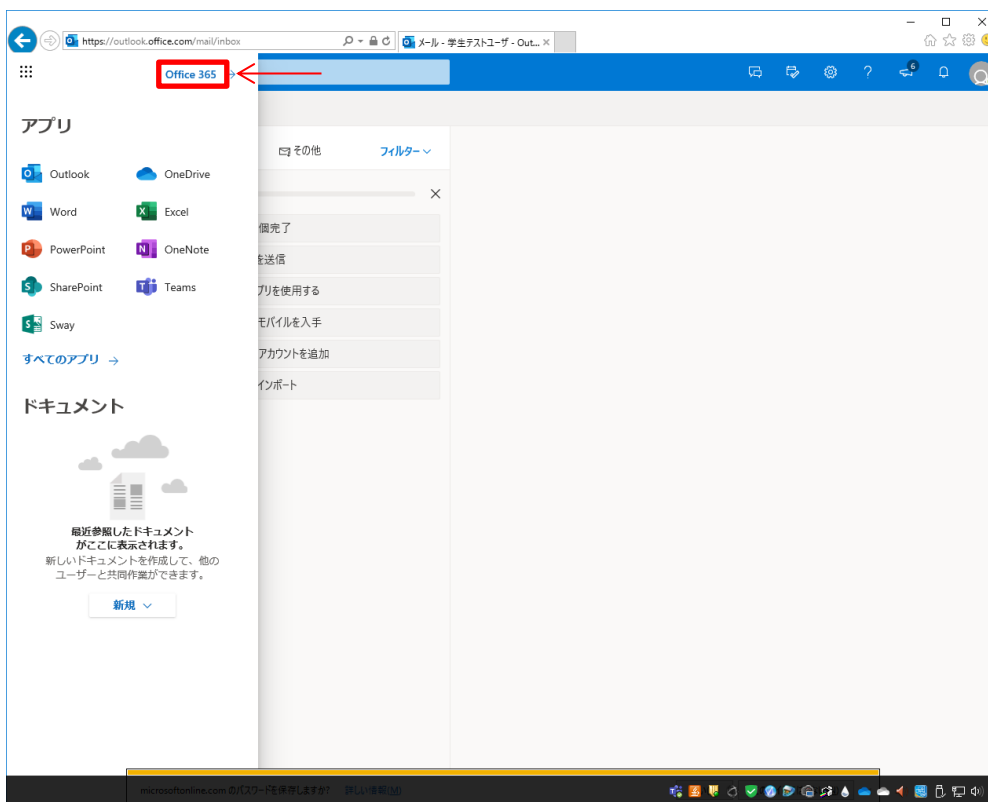 https://outlook.office.com/mail/inbox
メール - 学生テストユーザ - Out...
Office 365 →
6
アプリ
その他
フィルター
Outlook
OneDrive
Word
Excel
個完了
PowerPoint
OneNote
を送信
SharePoint
Teams
プリを使用する
Sway
モバイルを入手
すべてのアプリ →
アカウントを追加
インポート
ドキュメント
最近参照したドキュメント
がここに表示されます。
新しいドキュメントを作成して、他の
ユーザーと共同作業ができます。
新規
microsoftonline.com のパスワードを保存しますか? 詳しい情報(M)